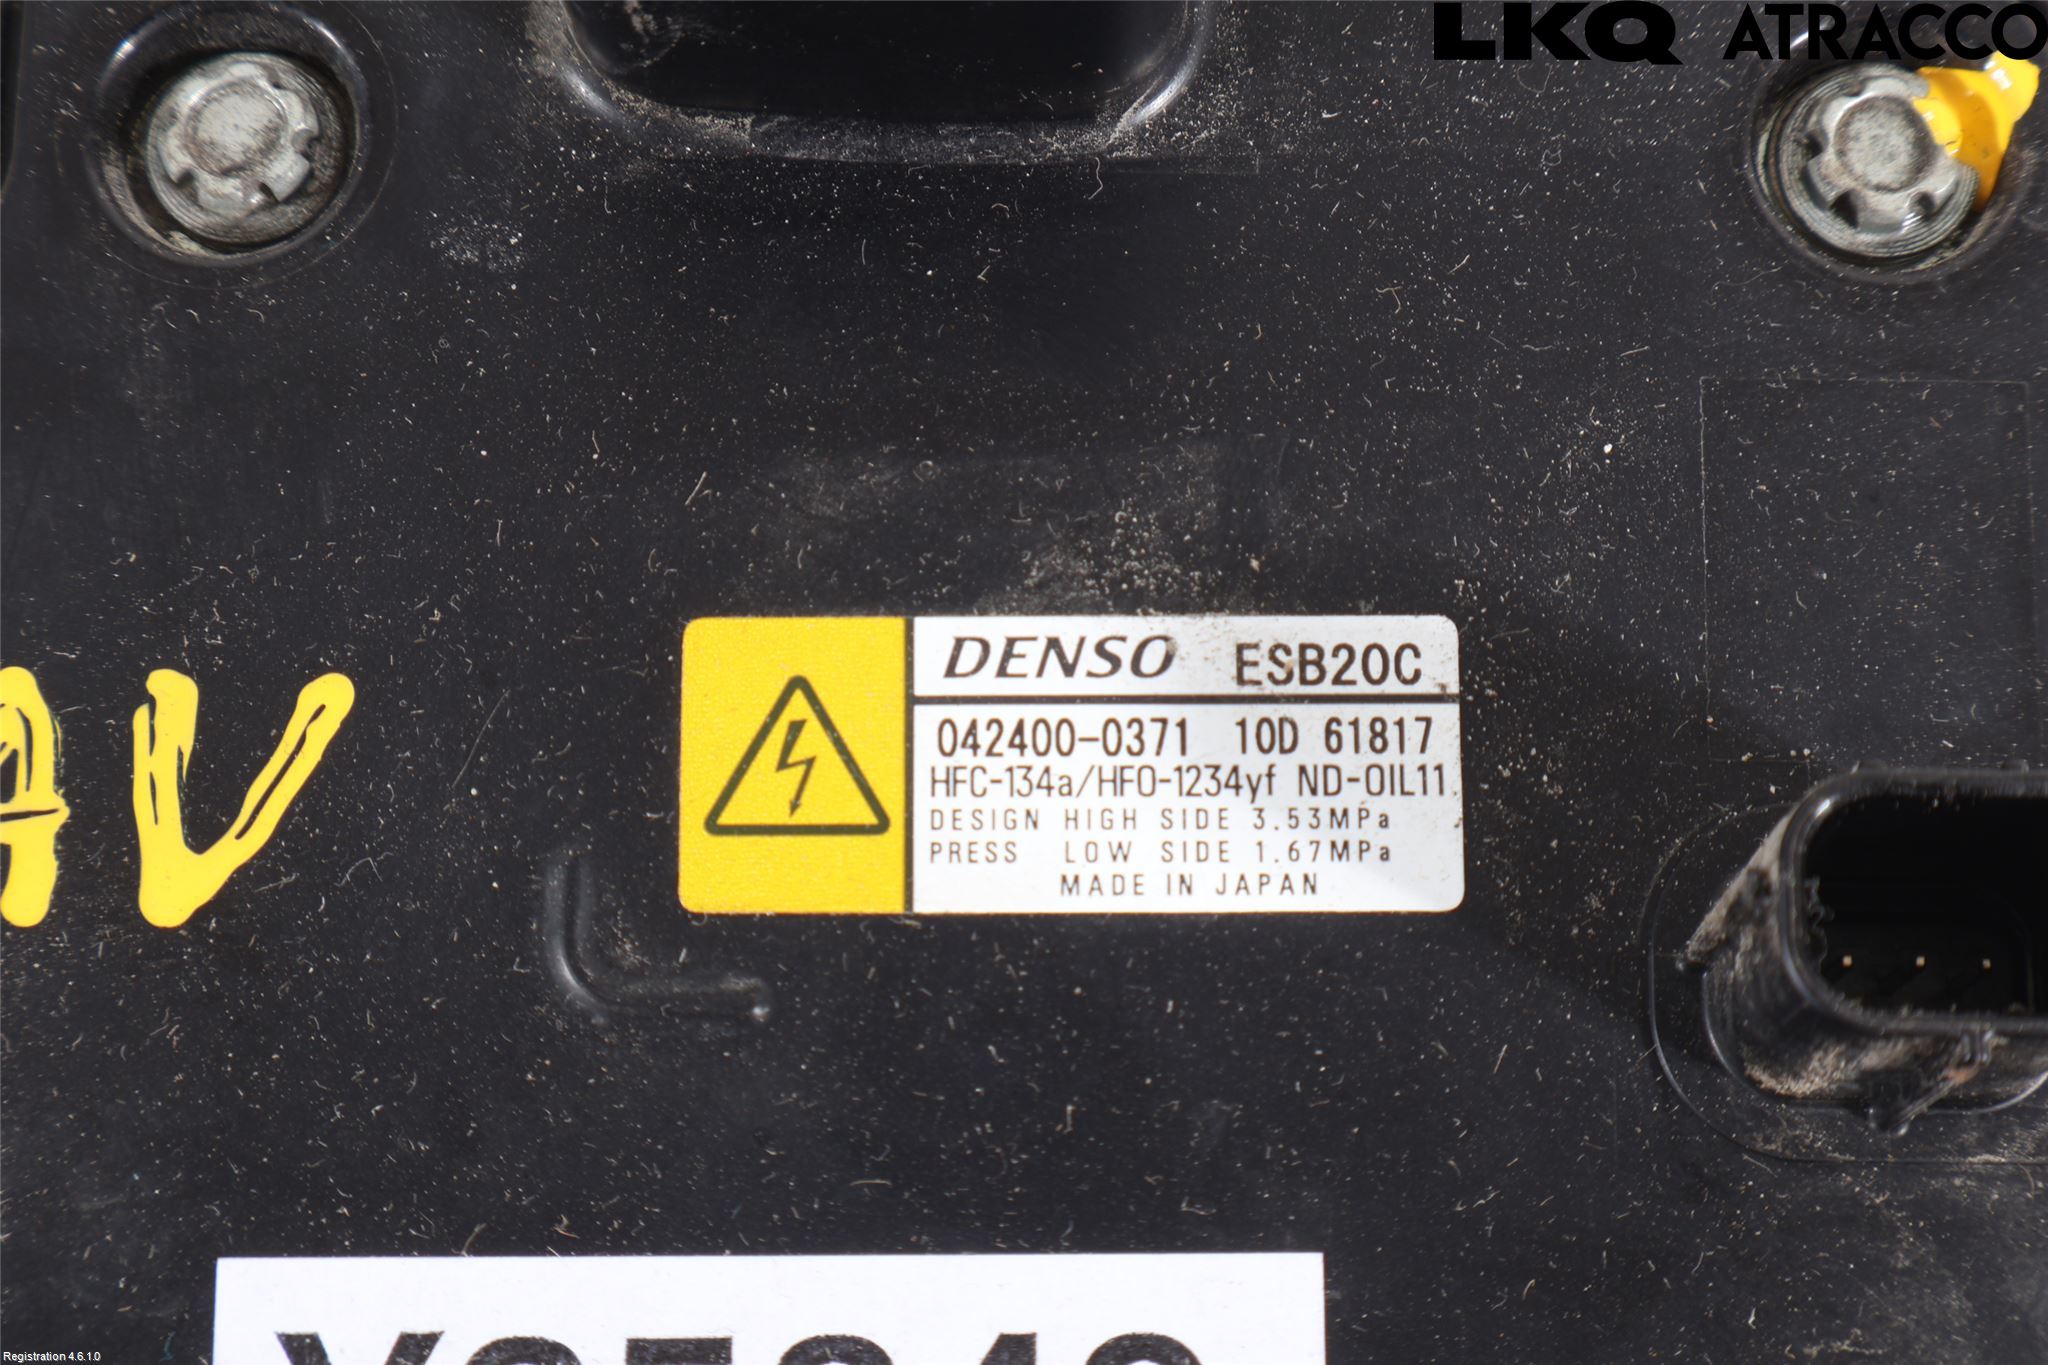 LKQ ATRACCO
DENSO ESB20C
042400-0371 10D 61817
HFC-134a/HFO-1234yf ND-OIL11
DESIGN HIGH SIDE 3.53MPa
PRESS LOW SIDE 1.67MPa
MADE IN JAPAN
AV
Registration 4.6.1.0